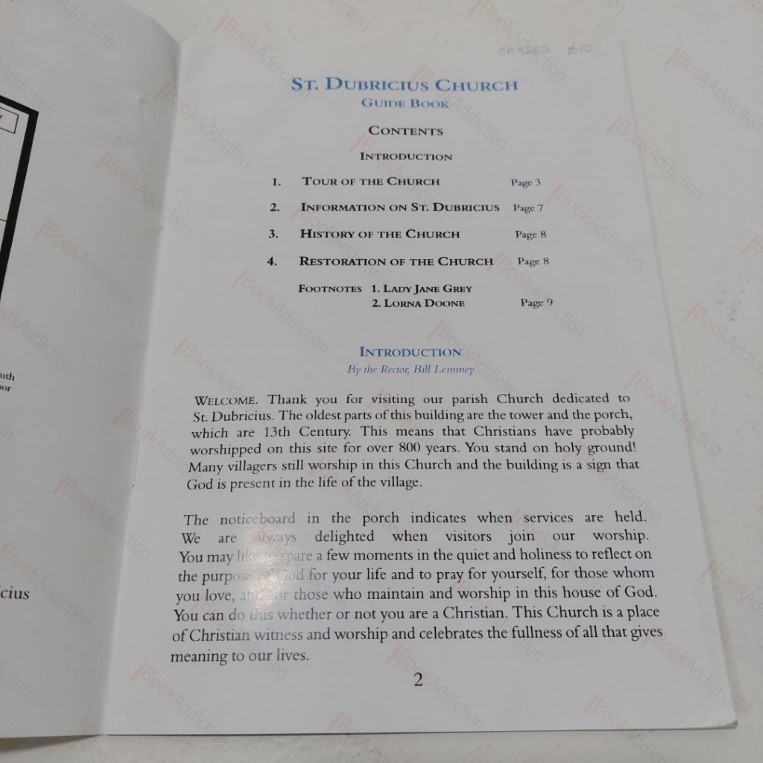 £10
ST. DUBRICIUS CHURCH
GUIDE BOOK
CONTENTS
INTRODUCTION
1. TOUR OF THE CHURCH Page 3
2. INFORMATION ON ST. DUBRICIUS Page 7
3. HISTORY OF THE CHURCH Page 8
4. RESTORATION OF THE CHURCH Page 8
FOOTNOTES 1. LADY JANE GREY
2. LORNA DOONE Page 9
INTRODUCTION
By the Rector, Bill Lemmey
WELCOME. Thank you for visiting our parish Church dedicated to
St. Dubricius. The oldest parts of this building are the tower and the porch,
which are 13th Century. This means that Christians have probably
worshipped on this site for over 800 years. You stand on holy ground!
Many villagers still worship in this Church and the building is a sign that
God is present in the life of the village.
The noticeboard in the porch indicates when services are held.
We are always delighted when visitors join our worship.
You may like to spare a few moments in the quiet and holiness to reflect on
the purpose of God for your life and to pray for yourself, for those whom
you love, and for those who maintain and worship in this house of God.
You can do this whether or not you are a Christian. This Church is a place
of Christian witness and worship and celebrates the fullness of all that gives
meaning to our lives.
2
uth
cius
BookAddiction